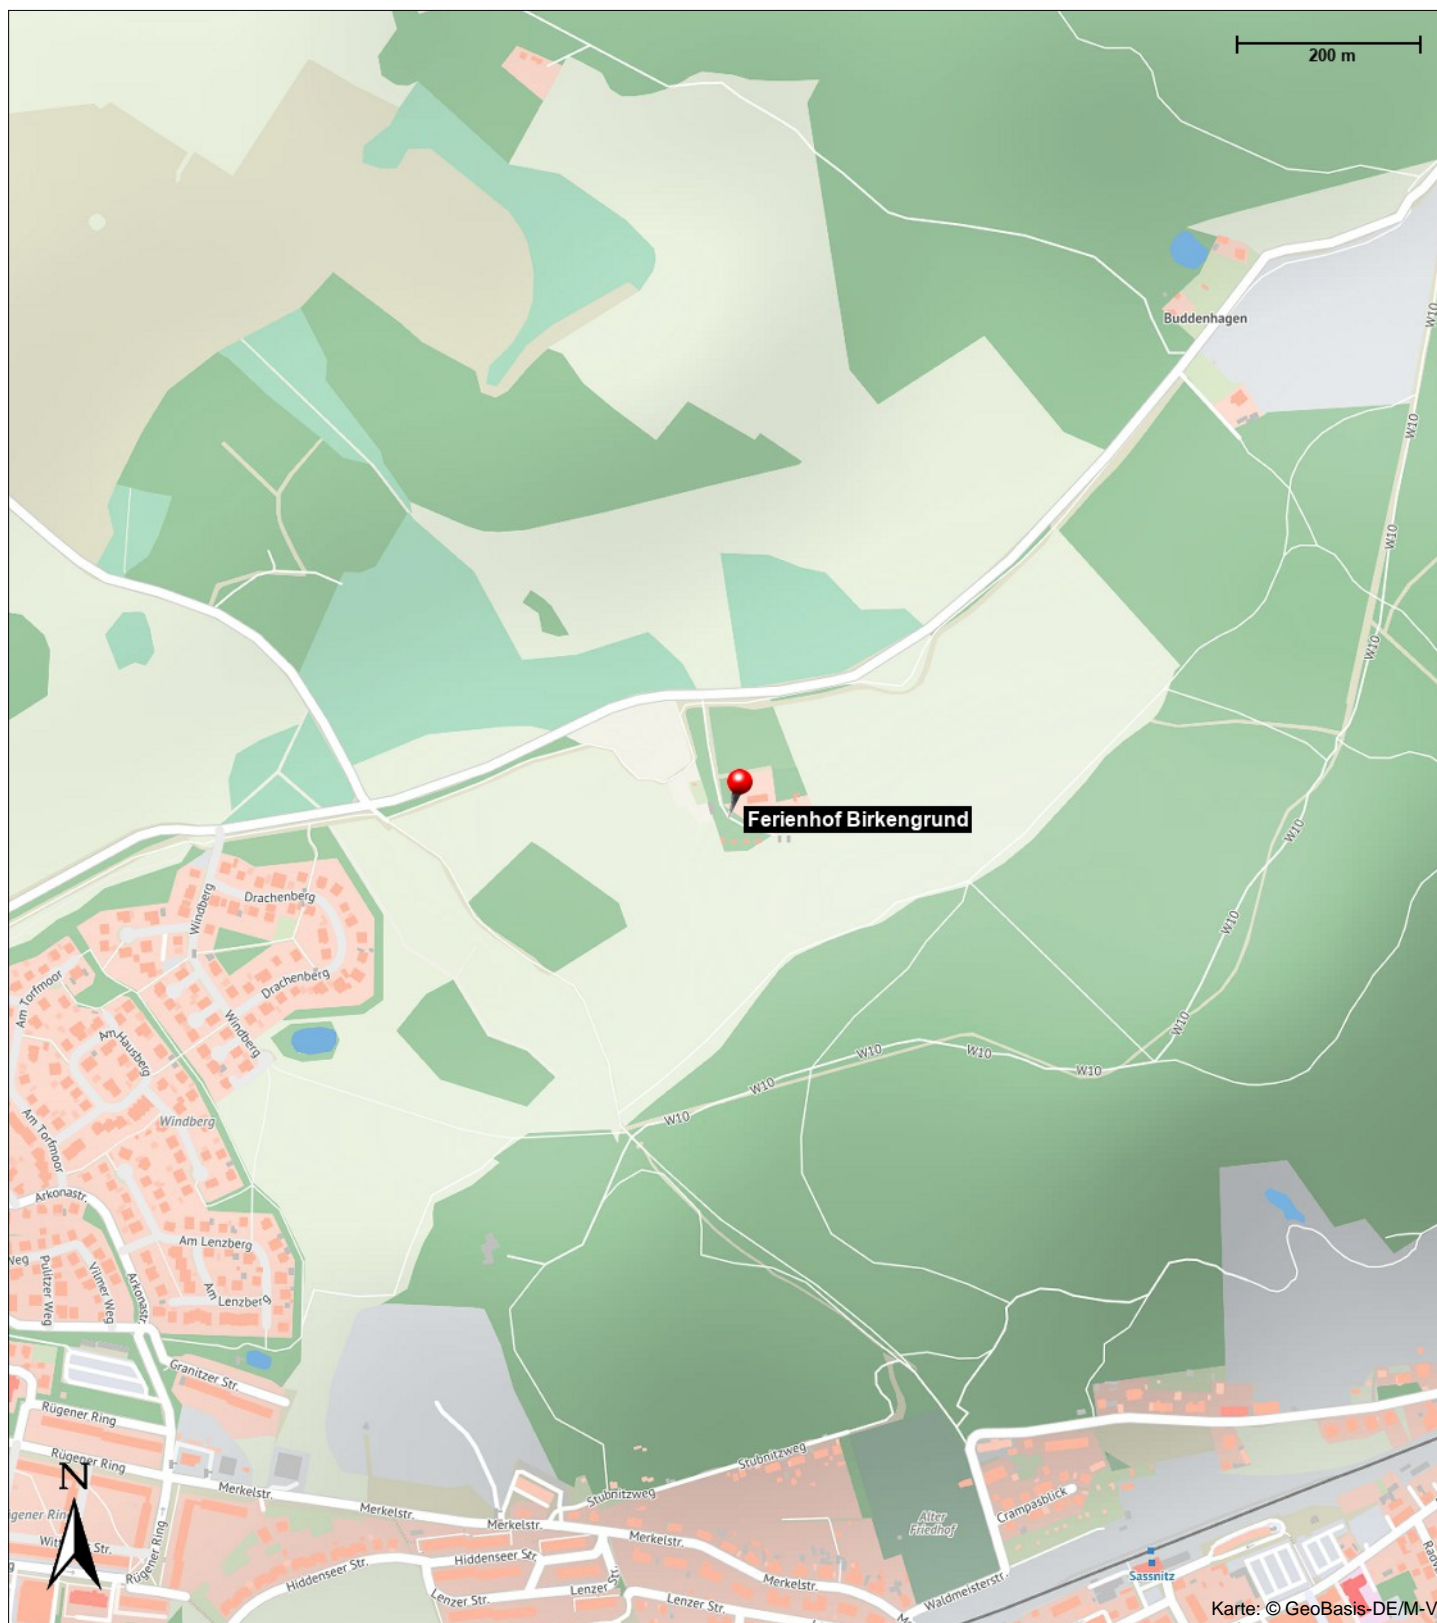 200 m
Buddenhagen
W10
W10
W10
W10
Ferienhof Birkengrund
W10
W10
W10
W10
W10
W10
W10
W10
Drachenberg
Windberg
Drachenberg
Am Torfmoor
Windberg
Am Hausberg
Windberg
Am Torfmoor
Arkonastr.
Am Lenzberg
Pulitzer Weg
Vilmer Weg
Arkonastr.
Am
Lenzberg
Granitzer Str.
Rügener Ring
Rügener Ring
N
Merkelstr.
Merkelstr.
Merkelstr.
Stubnitzweg
Stubnitzweg
Merkelstr.
Crampasblick
Alter
Friedhof
Rügener Ring
Hiddenseer Str.
Hiddenseer Str.
Lenzer Str.
Lenzer Str.
Lenzer Str.
Merkelstr.
Waldmeisterstr.
Sassnitz
Karte: © GeoBasis-DE/M-V